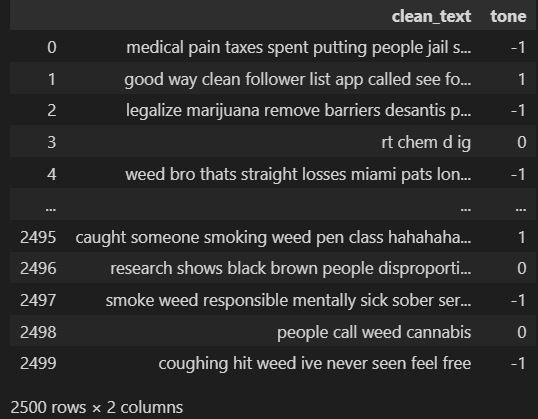 clean_text tone
0 medical pain taxes spent putting people jail s... -1
1 good way clean follower list app called see fo... 1
2 legalize marijuana remove barriers desantis p... -1
3 rt chem d ig 0
4 weed bro thats straight losses miami pats lon... -1
... ... ...
2495 caught someone smoking weed pen class hahahaha... 1
2496 research shows black brown people disproporti... 0
2497 smoke weed responsible mentally sick sober ser... -1
2498 people call weed cannabis 0
2499 coughing hit weed ive never seen feel free -1
2500 rows × 2 columns